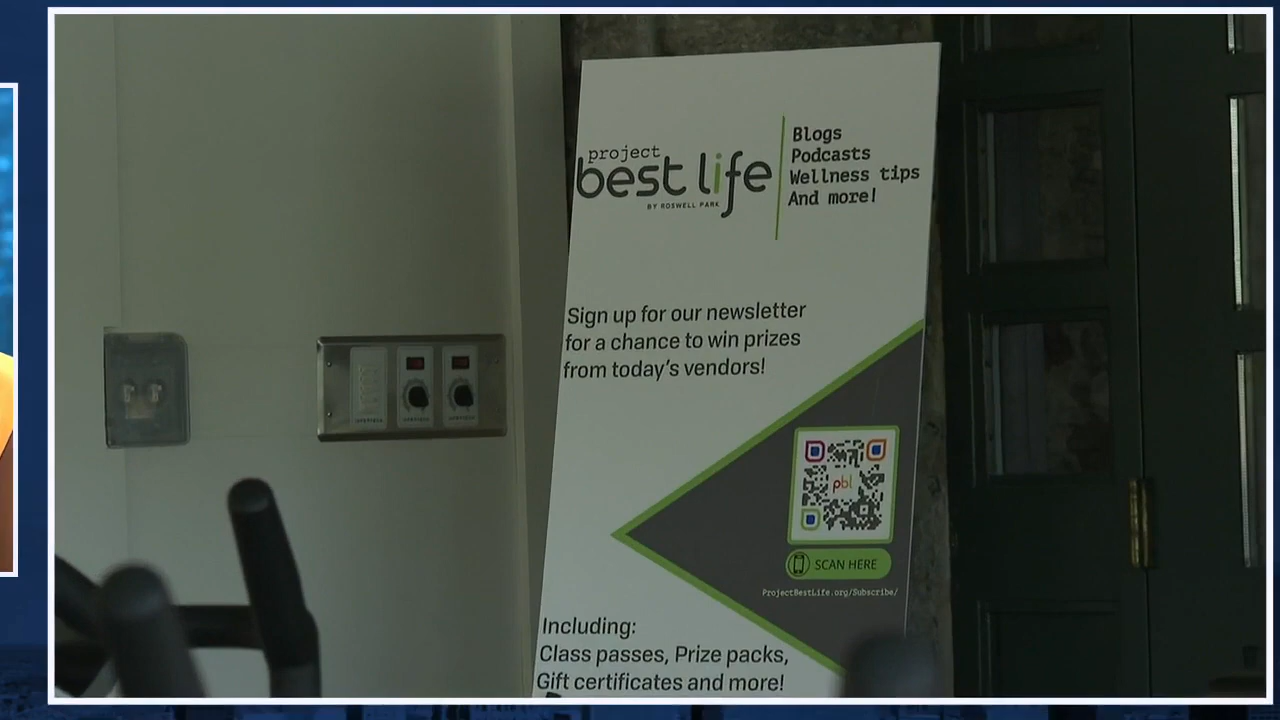 project
best life
BY ROSWELL PARK
Blogs
Podcasts
Wellness tips
And more!
Sign up for our newsletter
for a chance to win prizes
from today's vendors!
pbl
SCAN HERE
ProjectBestLife.org/Subscribe/
Including:
Class passes, Prize packs,
Gift certificates and more!